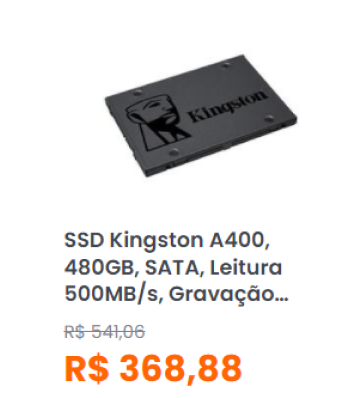 Kingston
SSD Kingston A400,
480GB, SATA, Leitura
500MB/s, Gravação...
R$ 541,06
R$ 368,88